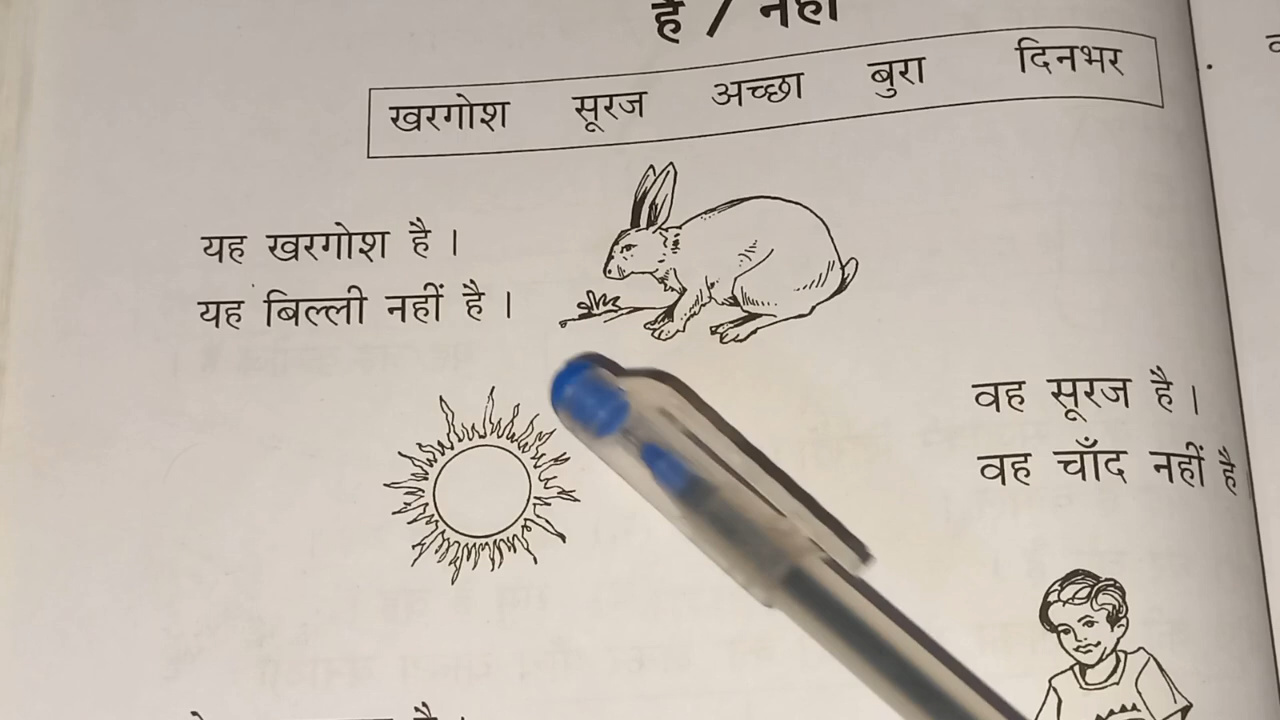 है / नहीं
खरगोश सूरज अच्छा बुरा दिनभर
यह खरगोश है ।
यह बिल्ली नहीं है ।
वह सूरज है ।
वह चाँद नहीं है